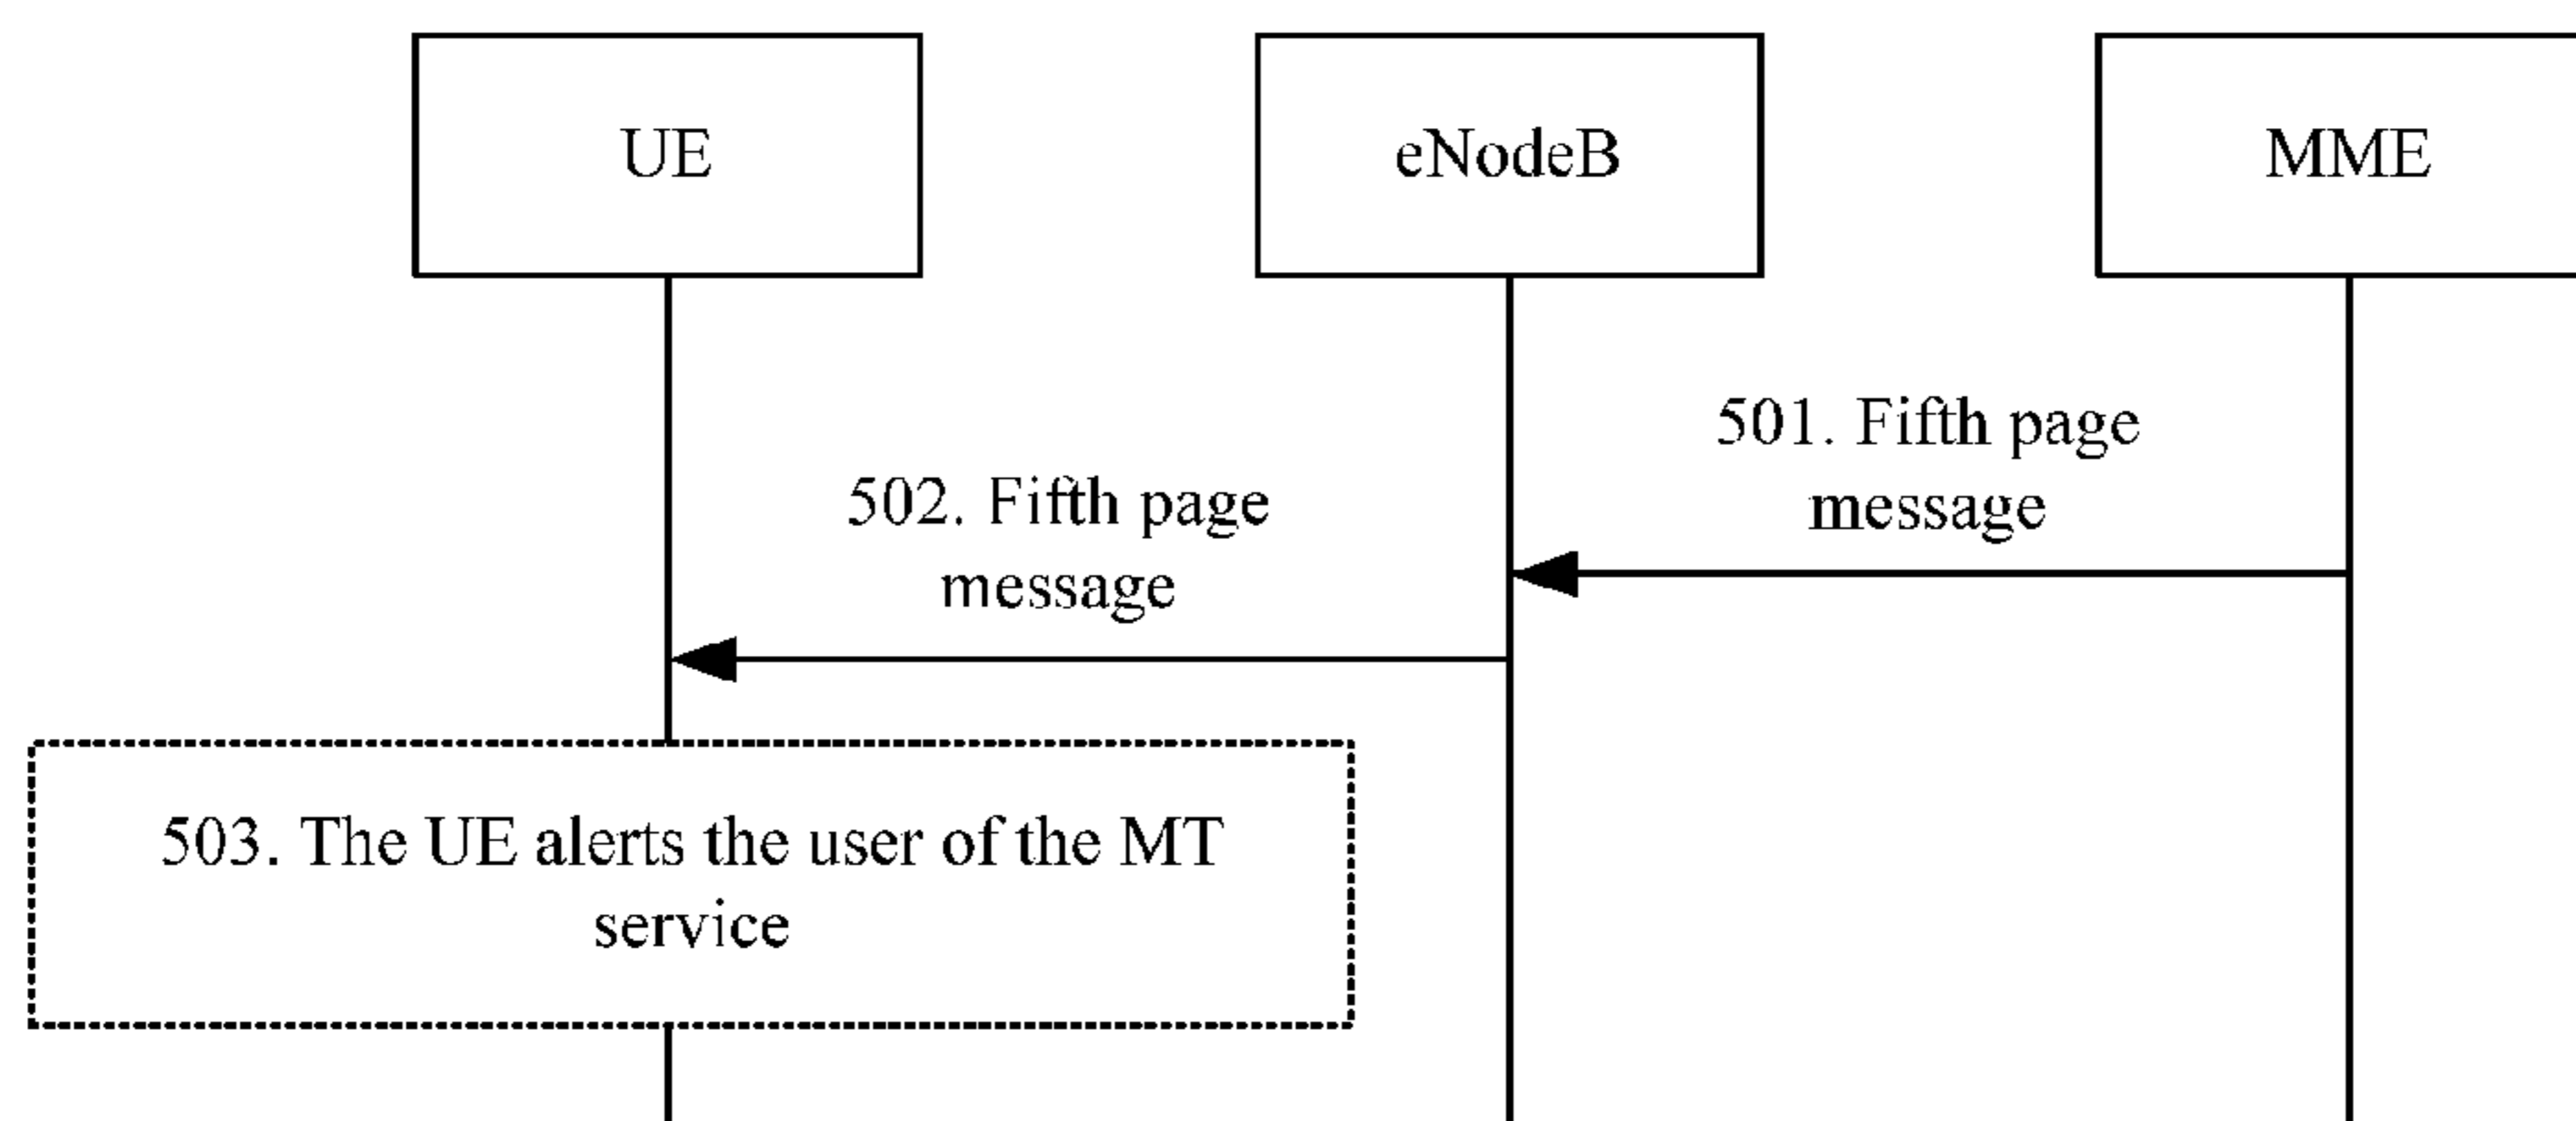 UE
eNodeB
MME
501. Fifth page
message
502. Fifth page
message
503. The UE alerts the user of the MT
service